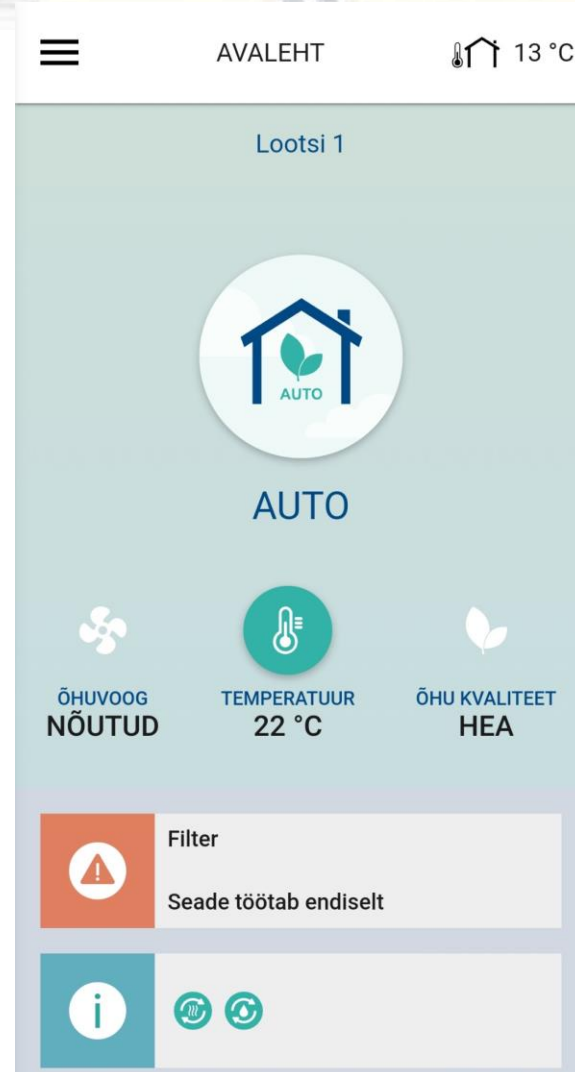 AVALEHT
13 °C
Lootsi 1
AUTO
AUTO
ÕHUVOOG
NÕUTUD
TEMPERATUUR
22 °C
ÕHU KVALITEET
HEA
Filter
Seade töötab endiselt
i